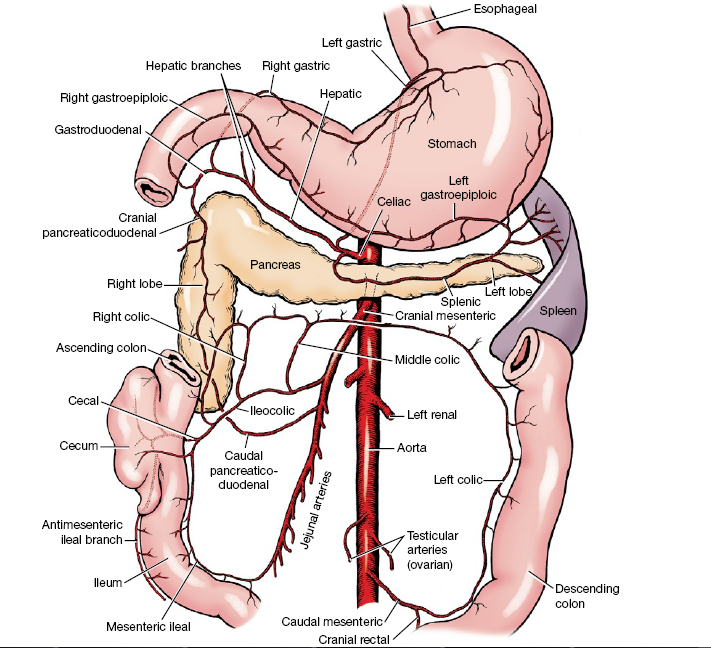 Esophageal
Left gastric
Hepatic branches
Right gastric
Right gastroepiploic
Hepatic
Gastroduodenal
Stomach
Left
gastroepiploic
Celiac
Cranial
pancreaticoduodenal
Pancreas
Right lobe
Left lobe
Splenic
Spleen
Cranial mesenteric
Right colic
Ascending colon
Middle colic
Cecal
Ileocolic
Left renal
Cecum
Aorta
Caudal
pancreatico-
duodenal
Left colic
Jejunal arteries
Antimesenteric
ileal branch
Testicular
arteries
(ovarian)
Ileum
Descending
colon
Mesenteric ileal
Caudal mesenteric
Cranial rectal